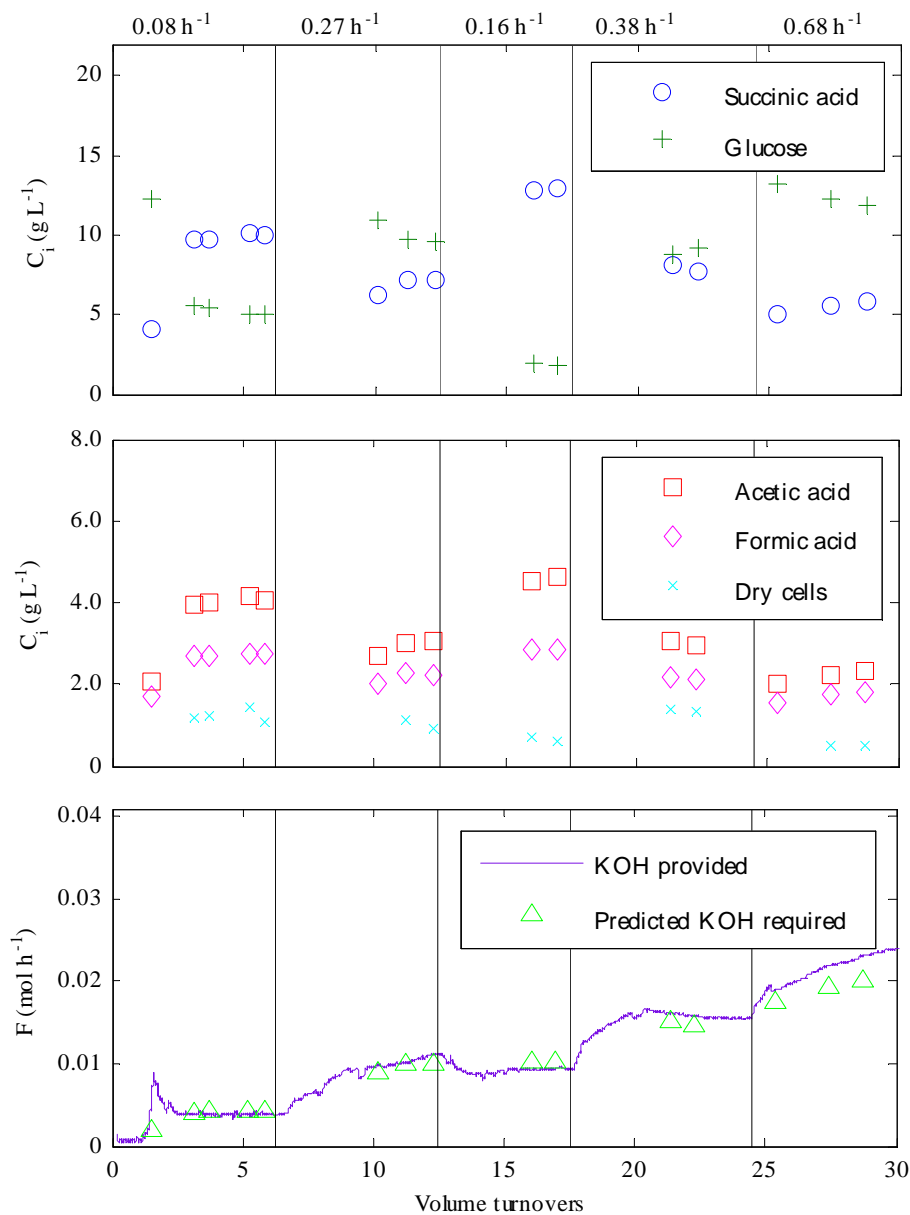 0.08 h-1 0.27 h-1 0.16 h-1 0.38 h-1 0.68 h-1
20
15
10
5
0
Ci (g L-1)
Succinic acid
Glucose
8.0
6.0
4.0
2.0
0
Ci (g L-1)
Acetic acid
Formic acid
Dry cells
0.04
0.03
0.02
0.01
0
F (mol h-1)
KOH provided
Predicted KOH required
0 5 10 15 20 25 30
Volume turnovers